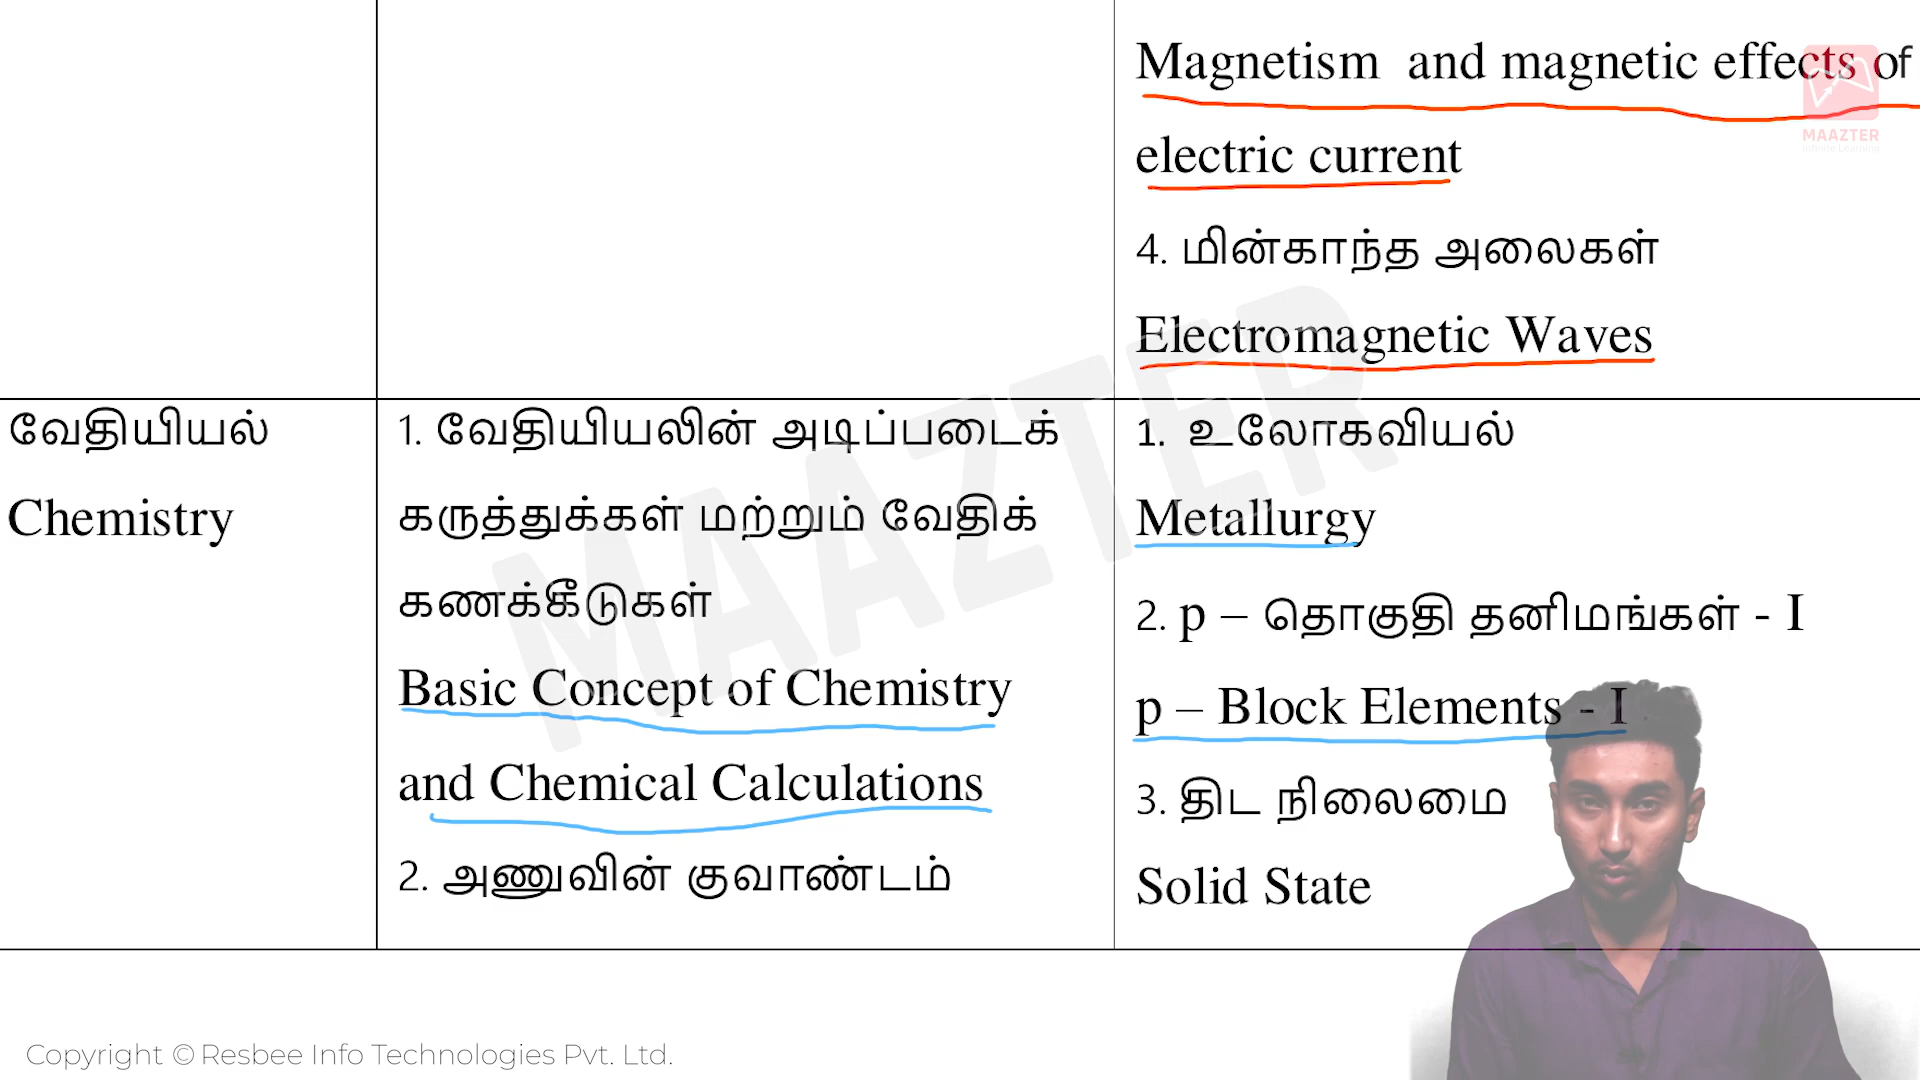 Magnetism and magnetic effects of
electric current
4. மின்காந்த அலைகள்
Electromagnetic Waves
வேதியியல்
Chemistry
1. வேதியியலின் அடிப்படைக்
கருத்துக்கள் மற்றும் வேதிக்
கணக்கீடுகள்
Basic Concept of Chemistry
and Chemical Calculations
2. அணுவின் குவாண்டம்
1. உலோகவியல்
Metallurgy
2. p – தொகுதி தனிமங்கள் - I
p – Block Elements - I
3. திட நிலைமை
Solid State
MAAZTER
MAAZTER
Infinite Learning
Copyright © Resbee Info Technologies Pvt. Ltd.